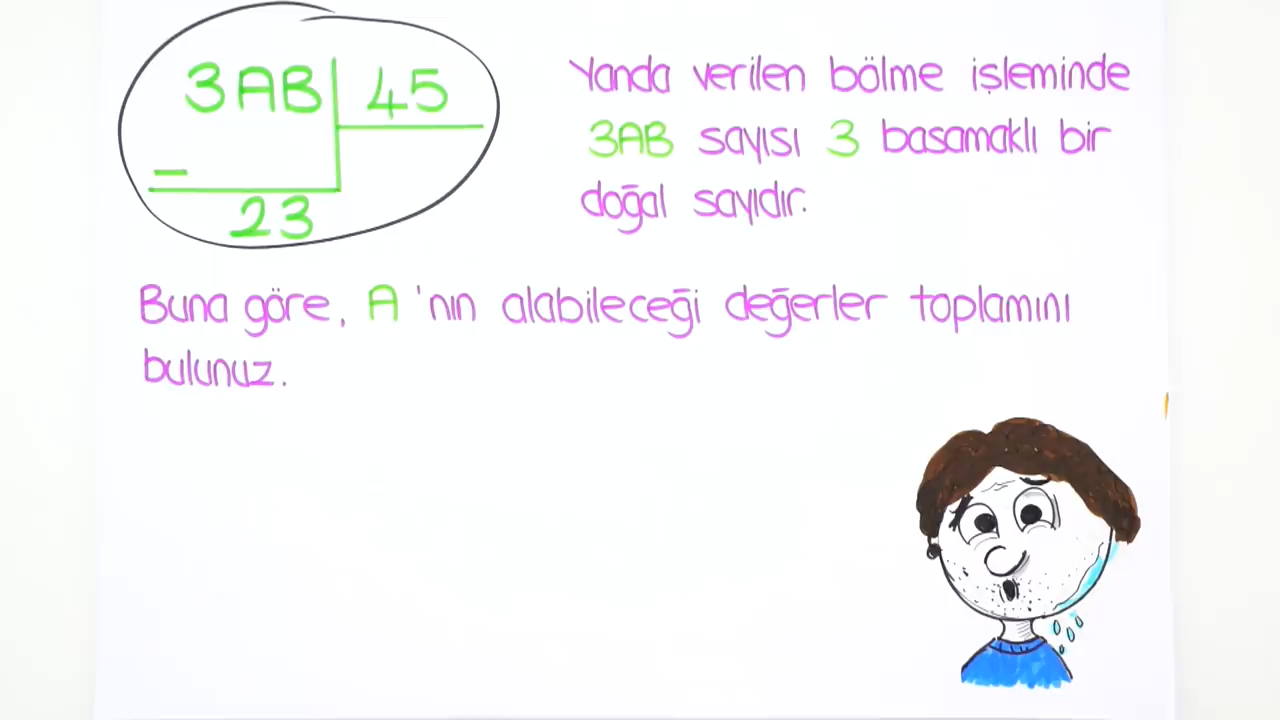 3AB 45
23
Yanda verilen bölme işleminde
3AB sayısı 3 basamaklı bir
doğal sayıdır.
Buna göre, A'nın alabileceği değerler toplamını
bulunuz.